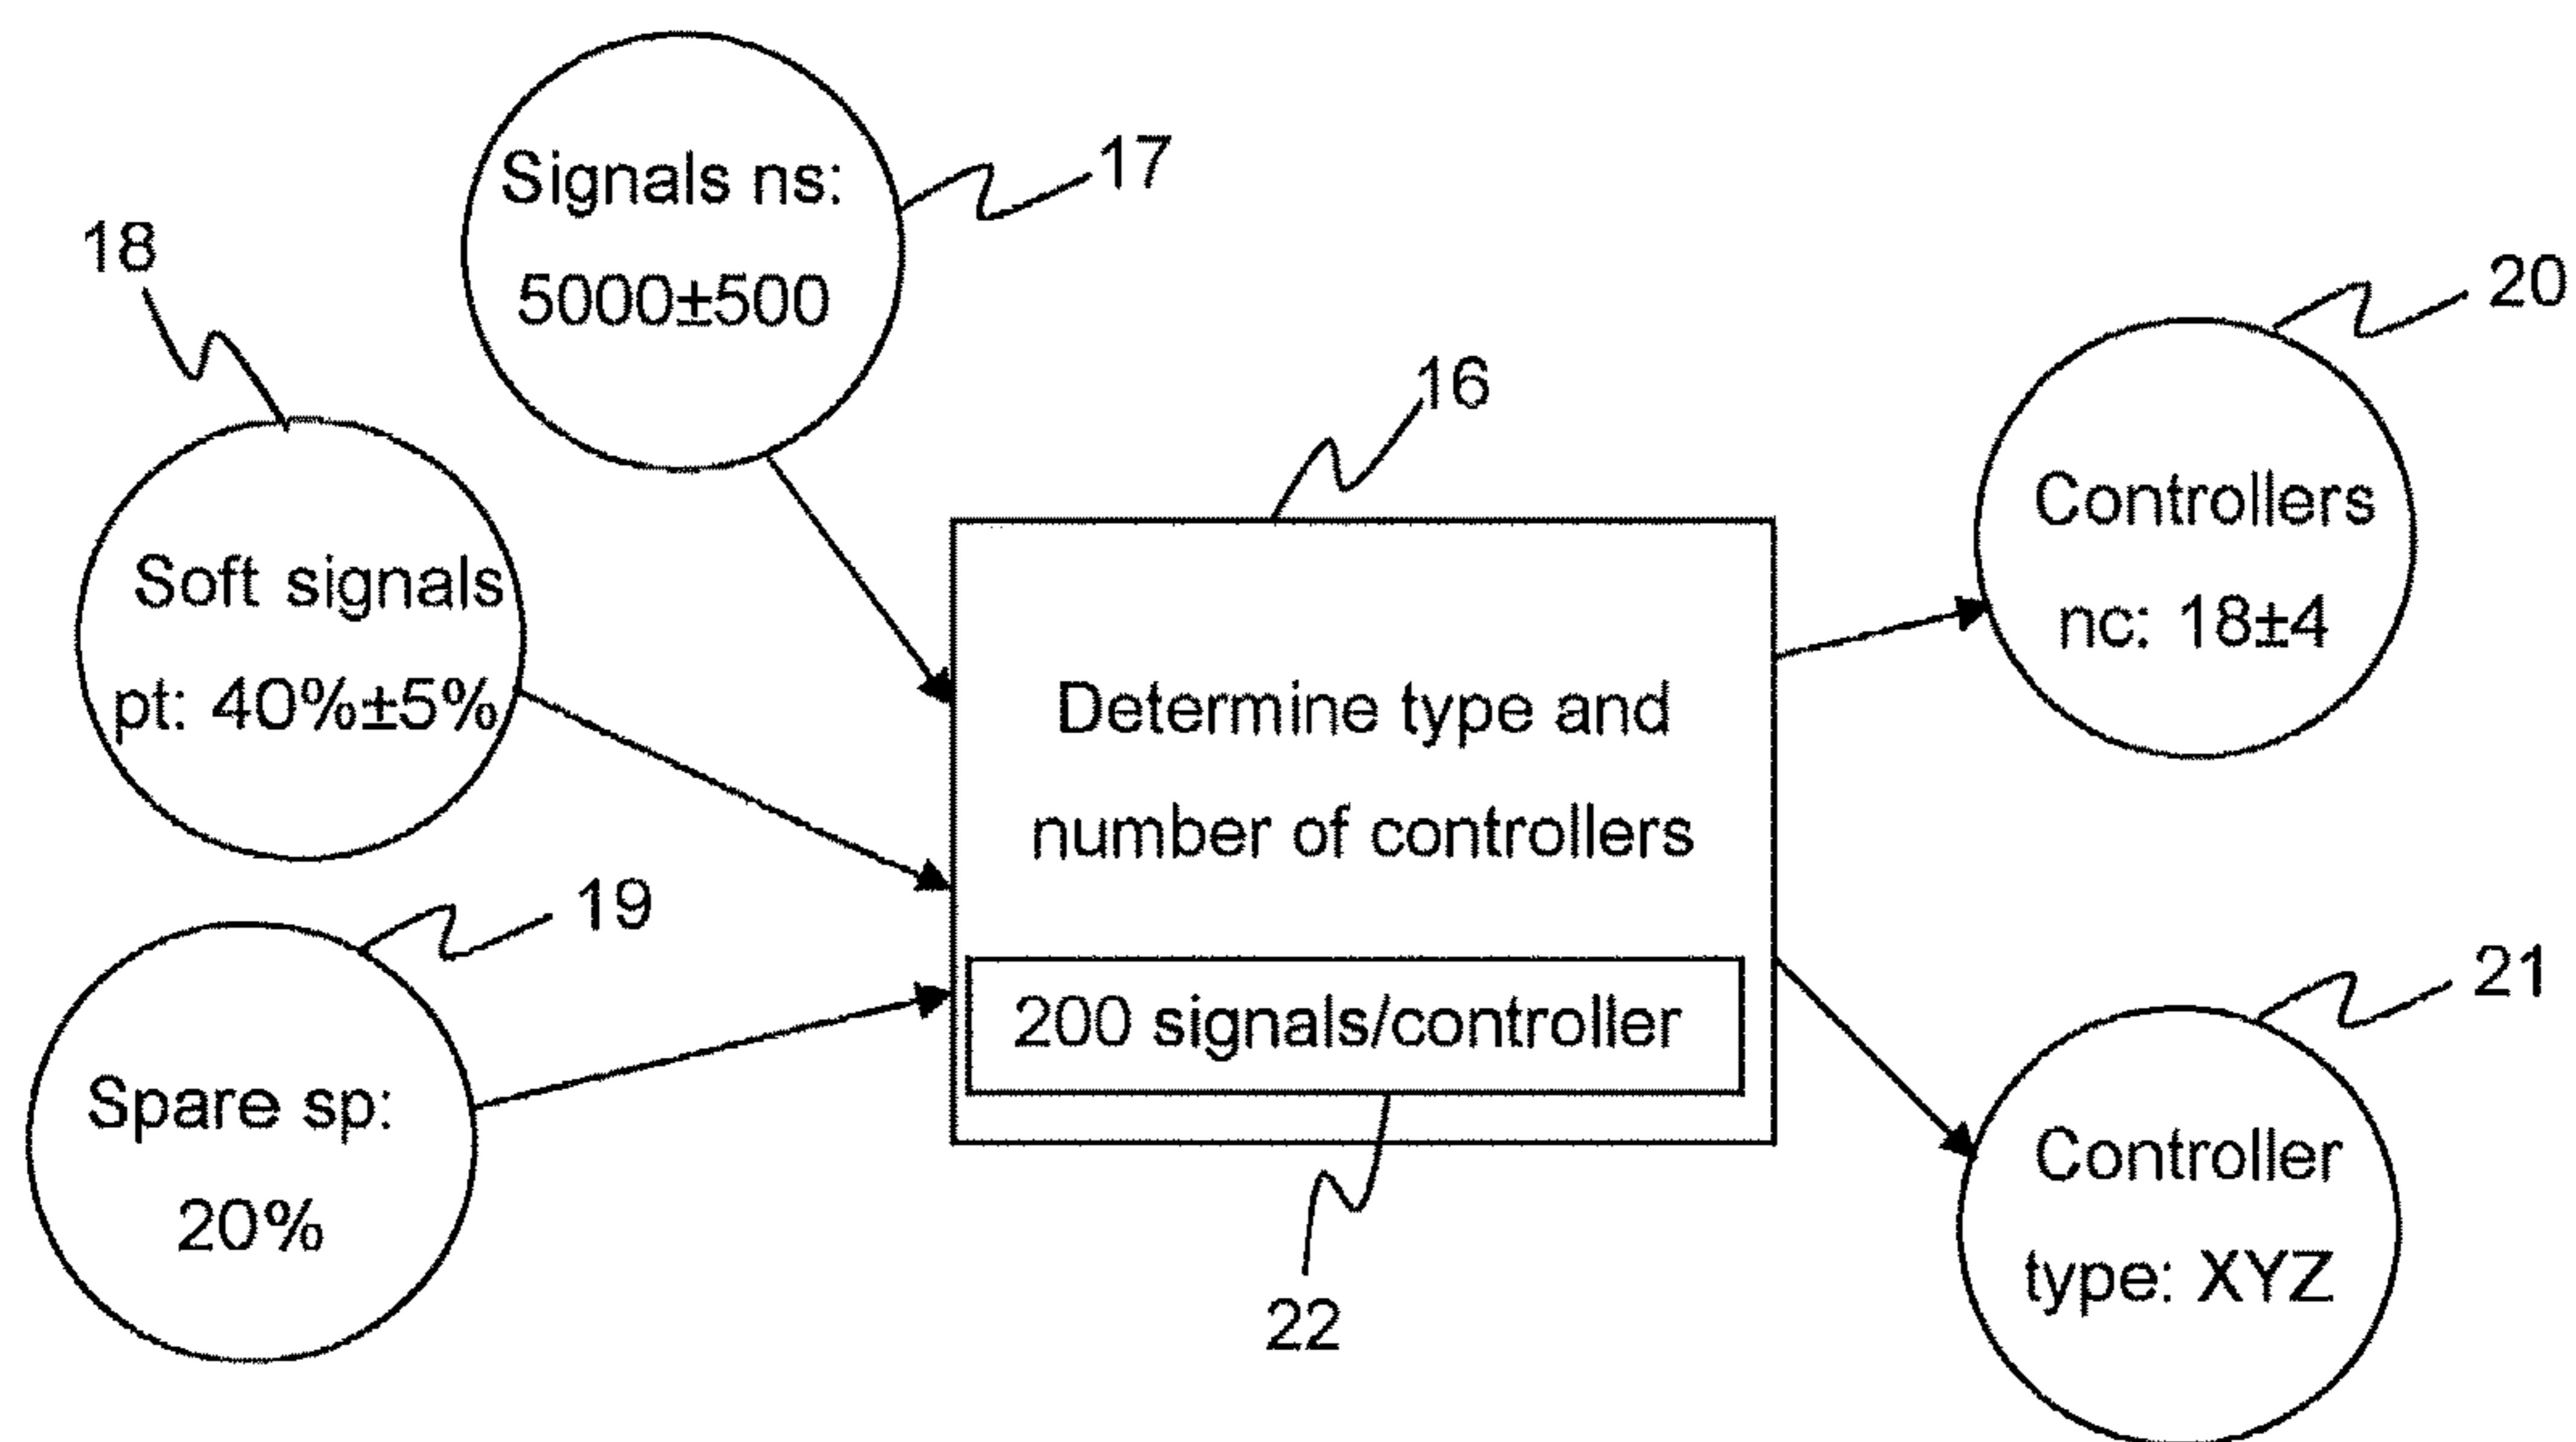 Signals ns:
5000±500
17
18
Soft signals
pt: 40%±5%
16
20
Controllers
nc: 18±4
Determine type and
number of controllers
200 signals/controller
19
Spare sp:
20%
22
21
Controller
type: XYZ